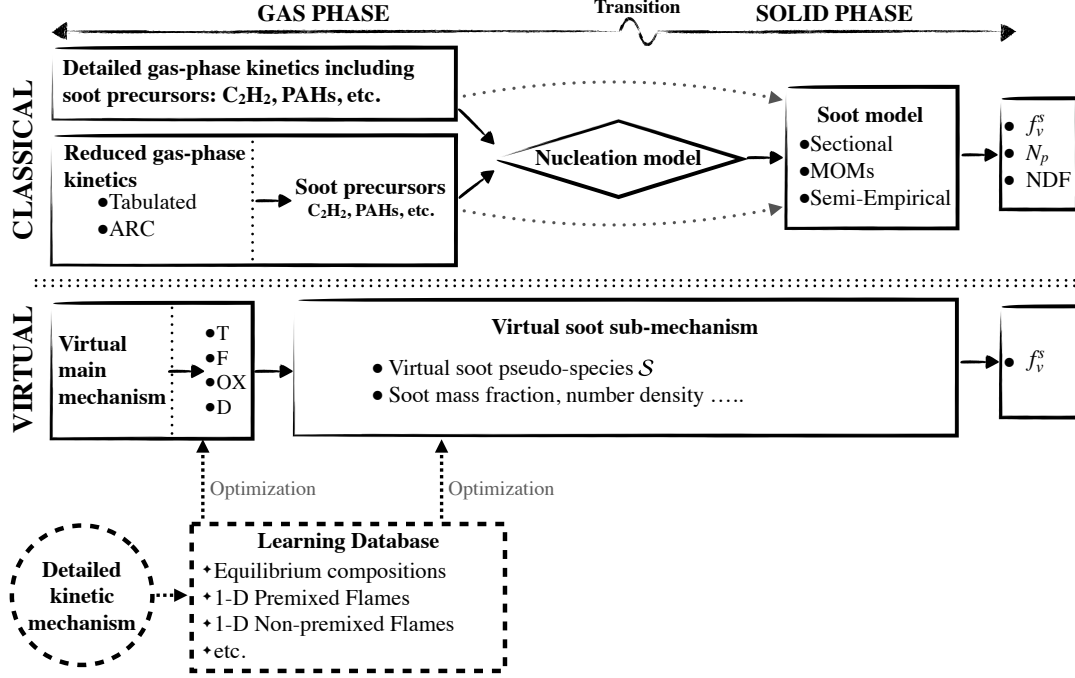 GAS PHASE
Transition
SOLID PHASE
CLASSICAL
Detailed gas-phase kinetics including
soot precursors: C₂H₂, PAHs, etc.
Reduced gas-phase
kinetics
●Tabulated
●ARC
Soot precursors
C₂H₂, PAHs, etc.
Nucleation model
Soot model
●Sectional
●MOMs
●Semi-Empirical
● fᵥˢ
● Nₚ
● NDF
VIRTUAL
Virtual
main
mechanism
●T
●F
●OX
●D
Virtual soot sub-mechanism
● Virtual soot pseudo-species 𝒮
● Soot mass fraction, number density …..
● fᵥˢ
Optimization
Optimization
Detailed
kinetic
mechanism
Learning Database
✦Equilibrium compositions
✦1-D Premixed Flames
✦1-D Non-premixed Flames
✦etc.